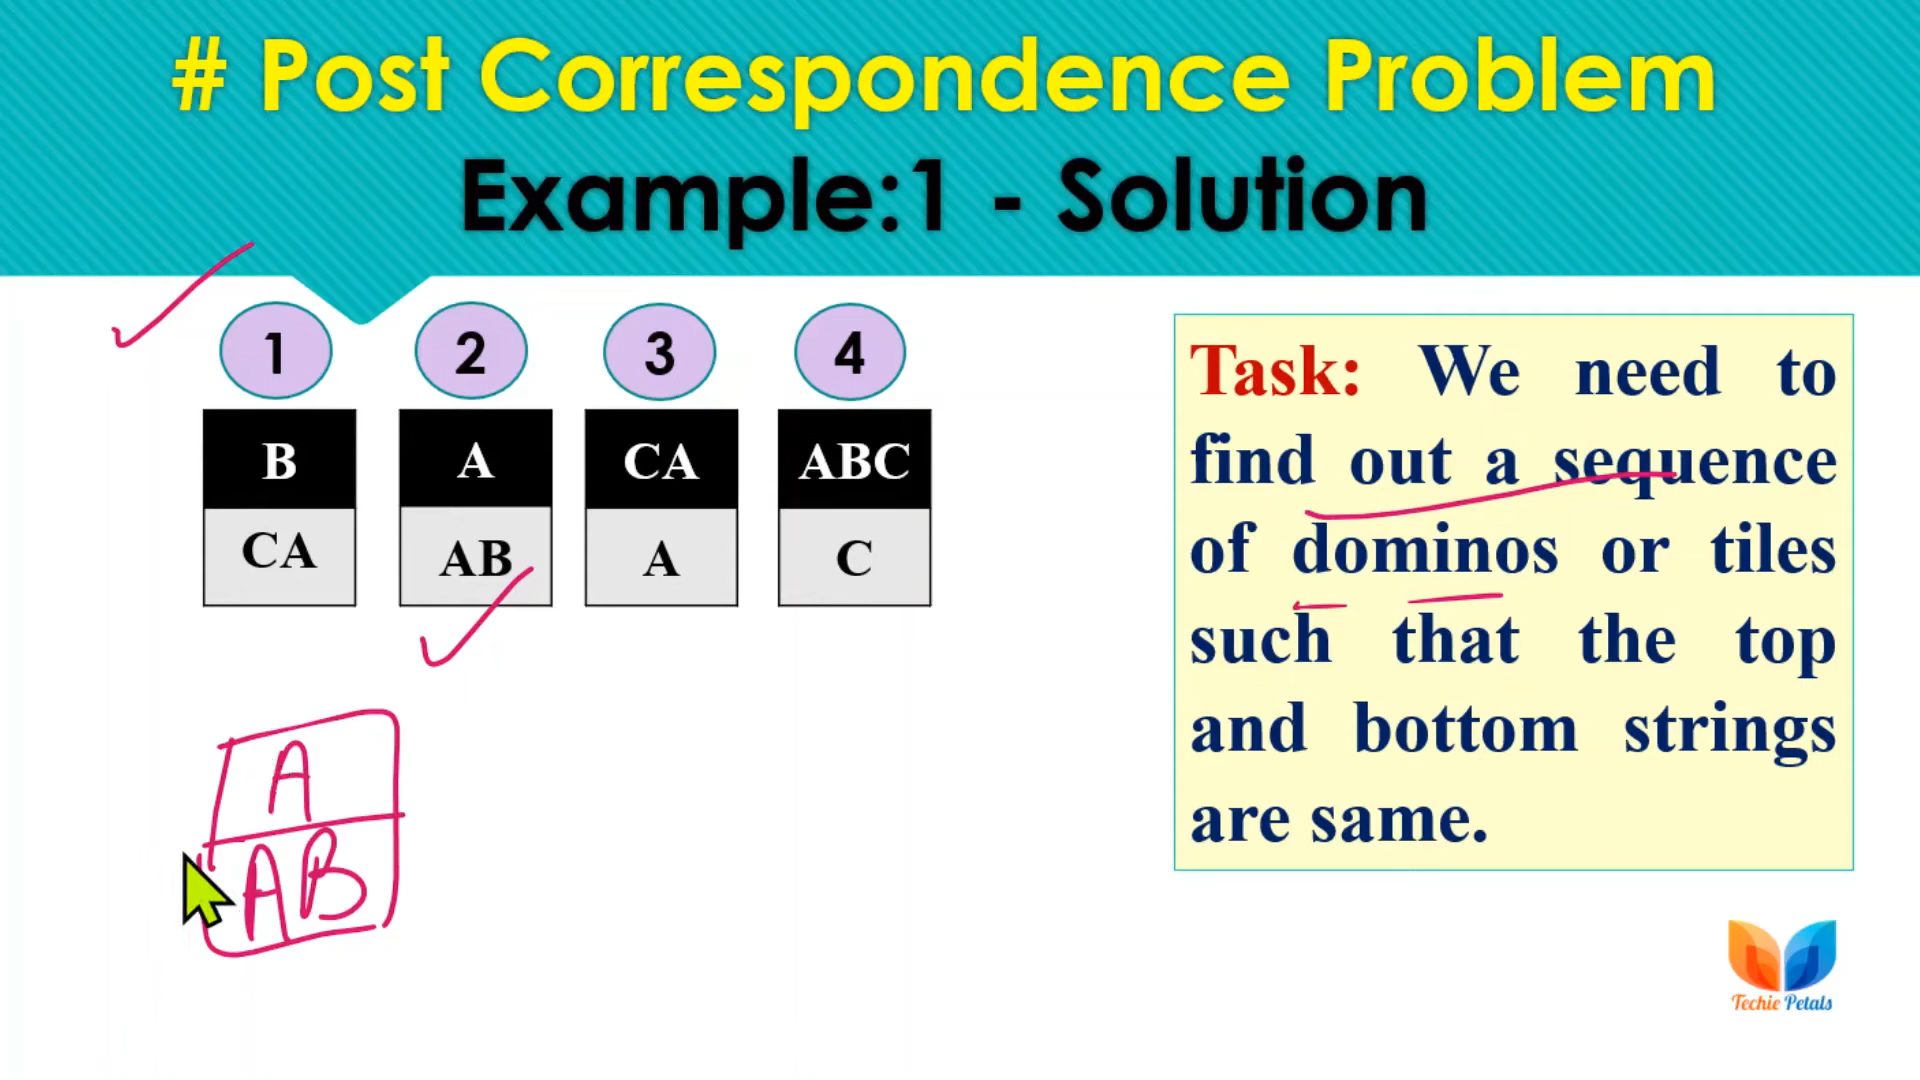 # Post Correspondence Problem
Example:1 - Solution
1 2 3 4
B A CA ABC
CA AB A C
A
AB
Task: We need to
find out a sequence
of dominos or tiles
such that the top
and bottom strings
are same.
Techie Petals